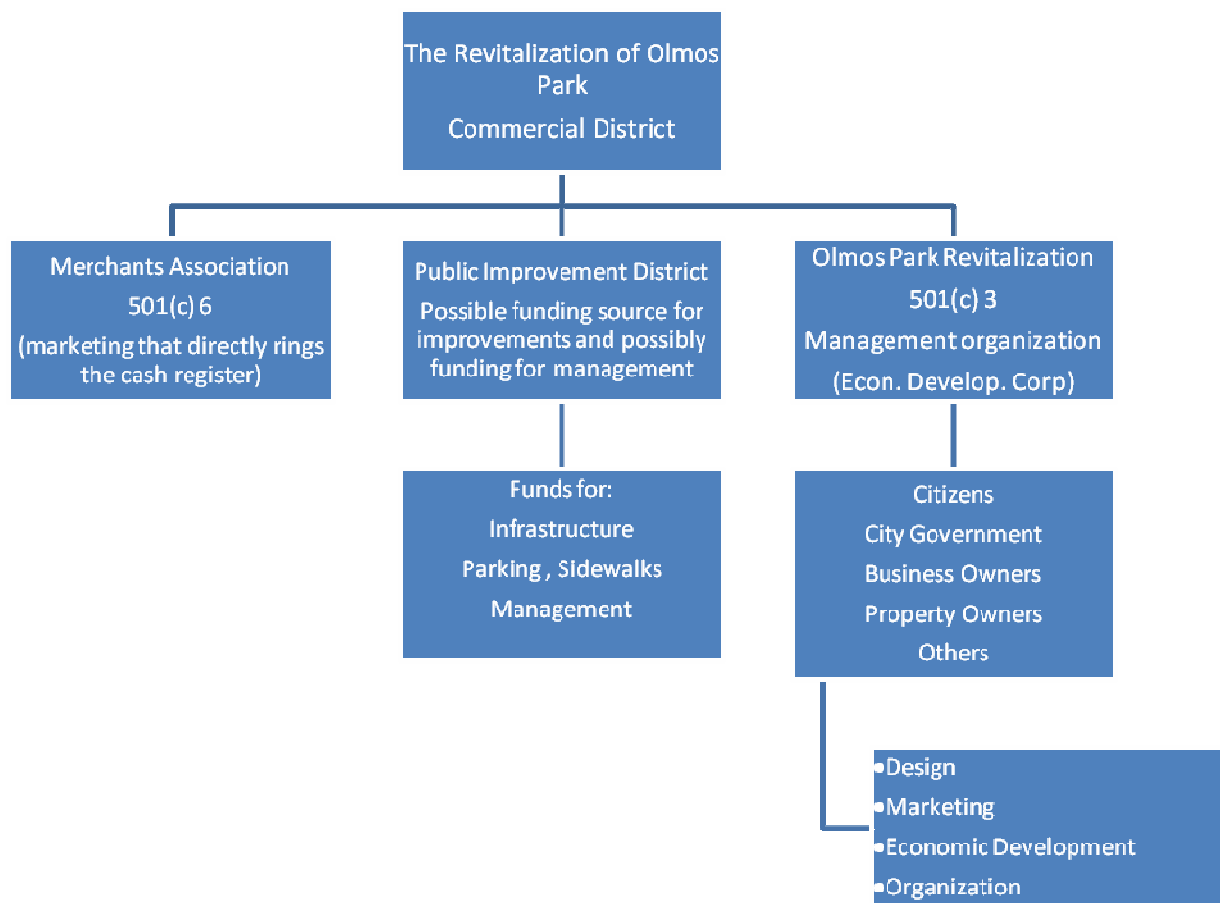 The Revitalization of Olmos
Park
Commercial District
Merchants Association
501(c) 6
(marketing that directly rings
the cash register)
Public Improvement District
Possible funding source for
improvements and possibly
funding for management
Olmos Park Revitalization
501(c) 3
Management organization
(Econ. Develop. Corp)
Funds for:
Infrastructure
Parking , Sidewalks
Management
Citizens
City Government
Business Owners
Property Owners
Others
•Design
•Marketing
•Economic Development
•Organization